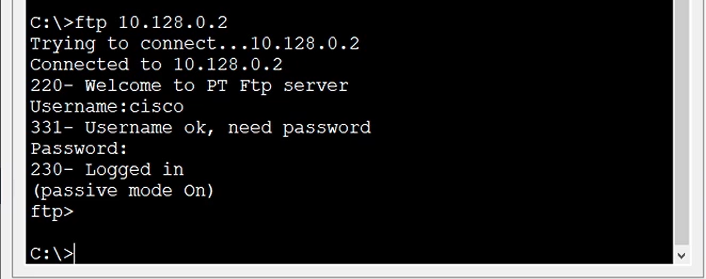 C:\>ftp 10.128.0.2
Trying to connect...10.128.0.2
Connected to 10.128.0.2
220- Welcome to PT Ftp server
Username:cisco
331- Username ok, need password
Password:
230- Logged in
(passive mode On)
ftp>
C:\>